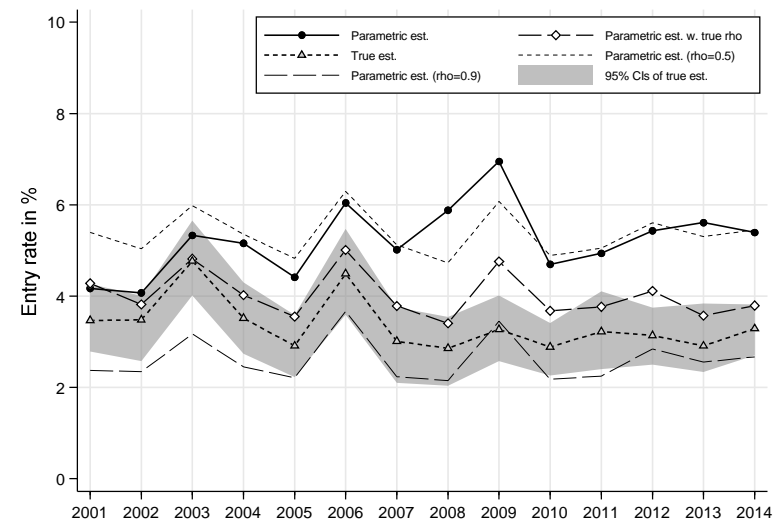 Parametric est.
Parametric est. w. true rho
True est.
Parametric est. (rho=0.5)
Parametric est. (rho=0.9)
95% CIs of true est.
Entry rate in %
10
8
6
4
2
0
2001 2002 2003 2004 2005 2006 2007 2008 2009 2010 2011 2012 2013 2014